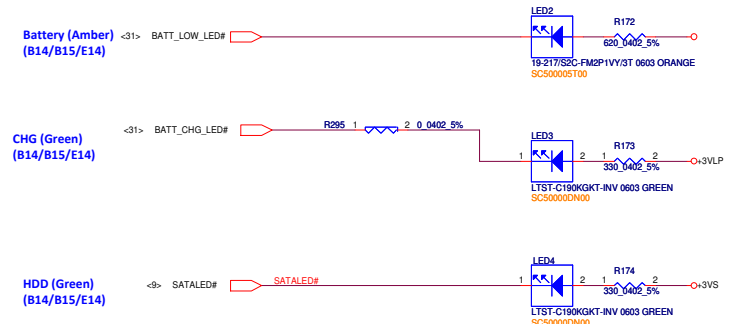 LED2
Battery (Amber) <31> BATT_LOW_LED# R172
(B14/B15/E14) 620_0402_5%
19-217/S2C-FM2P1VY/3T 0603 ORANGE
SC500005T00
CHG (Green) <31> BATT_CHG_LED# R295 1 2 0_0402_5%
(B14/B15/E14) LED3 R173
1 2 1 2 +3VLP
330_0402_5%
LTST-C190KGKT-INV 0603 GREEN
SC50000DN00
LED4
HDD (Green) <9> SATALED# SATALED# R174
(B14/B15/E14) 1 2 1 2 +3VS
330_0402_5%
LTST-C190KGKT-INV 0603 GREEN
SC50000DN00